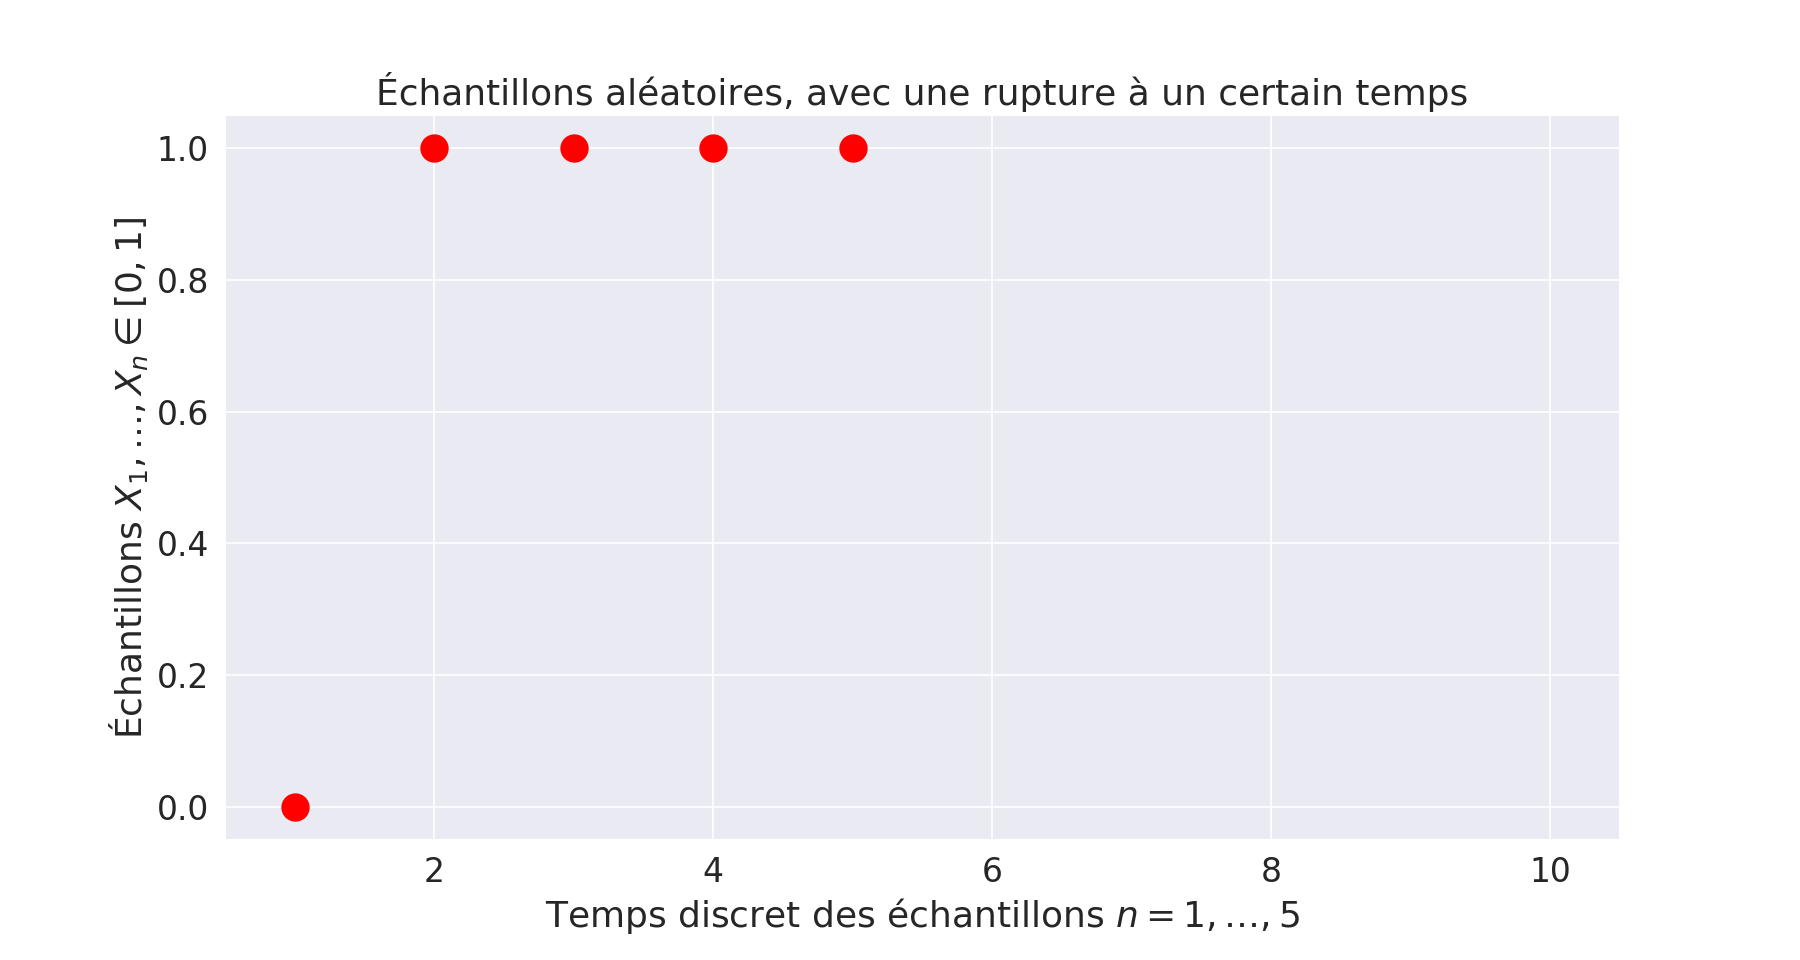 Échantillons aléatoires, avec une rupture à un certain temps
Échantillons X₁, …, Xₙ ∈ [0, 1]
1.0
0.8
0.6
0.4
0.2
0.0
2 4 6 8 10
Temps discret des échantillons n = 1, …, 5